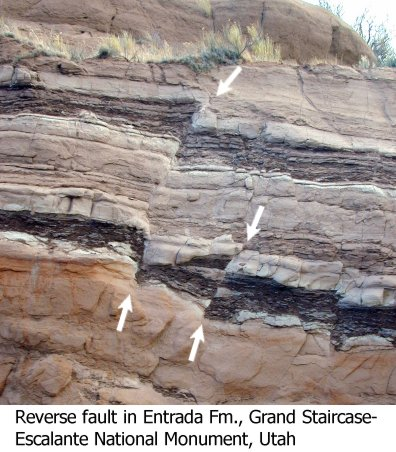 Reverse fault in Entrada Fm., Grand Staircase-
Escalante National Monument, Utah